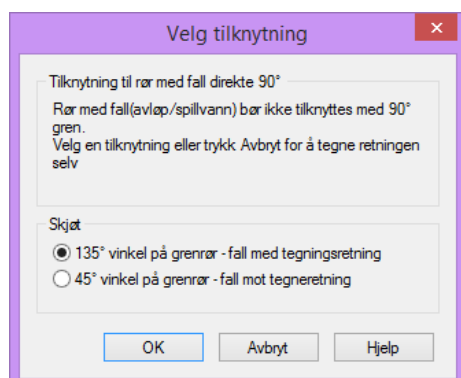 Velg tilknytning
Tilknytning til rør med fall direkte 90°
Rør med fall(avløp/spillvann) bør ikke tilknyttes med 90°
gren.
Velg en tilknytning eller trykk Avbryt for å tegne retningen
selv
Skjøt
135° vinkel på grenrør - fall med tegningsretning
45° vinkel på grenrør - fall mot tegneretning
OK Avbryt Hjelp